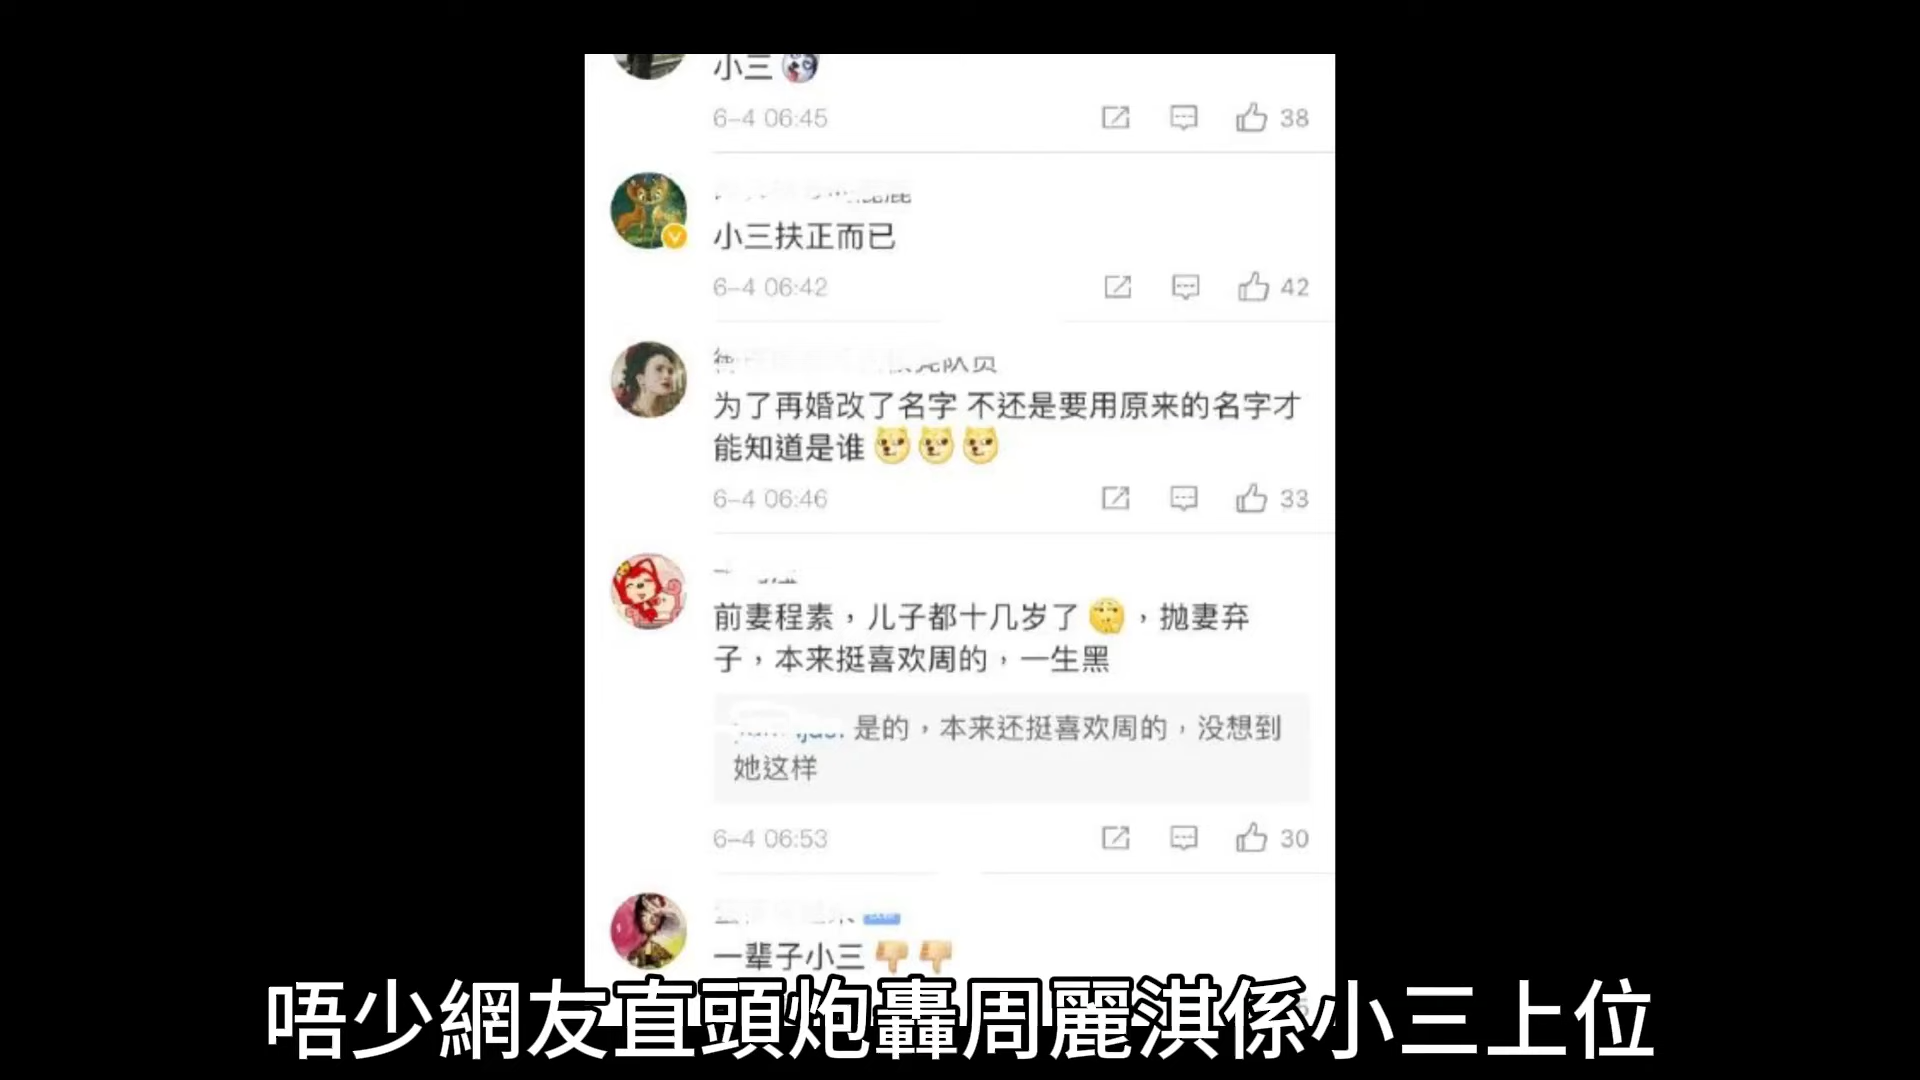 小三
6-4 06:45
38
小三扶正而已
6-4 06:42
42
队员
为了再婚改了名字 不还是要用原来的名字才
能知道是谁
6-4 06:46
33
前妻程素，儿子都十几岁了，抛妻弃
子，本来挺喜欢周的，一生黑
是的，本来还挺喜欢周的，没想到
她这样
6-4 06:53
30
一辈子小三
唔少網友直頭炮轟周麗淇係小三上位